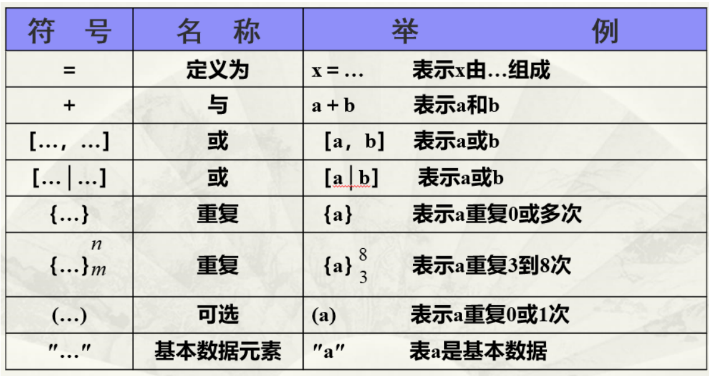 符 号 名 称 举 例
= 定义为 x = … 表示x由…组成
+ 与 a + b 表示a和b
[…，…] 或 [a，b] 表示a或b
[…|…] 或 [a|b] 表示a或b
{…} 重复 {a} 表示a重复0或多次
{…}ⁿₘ 重复 {a}⁸₃ 表示a重复3到8次
(…) 可选 (a) 表示a重复0或1次
"…" 基本数据元素 "a" 表a是基本数据